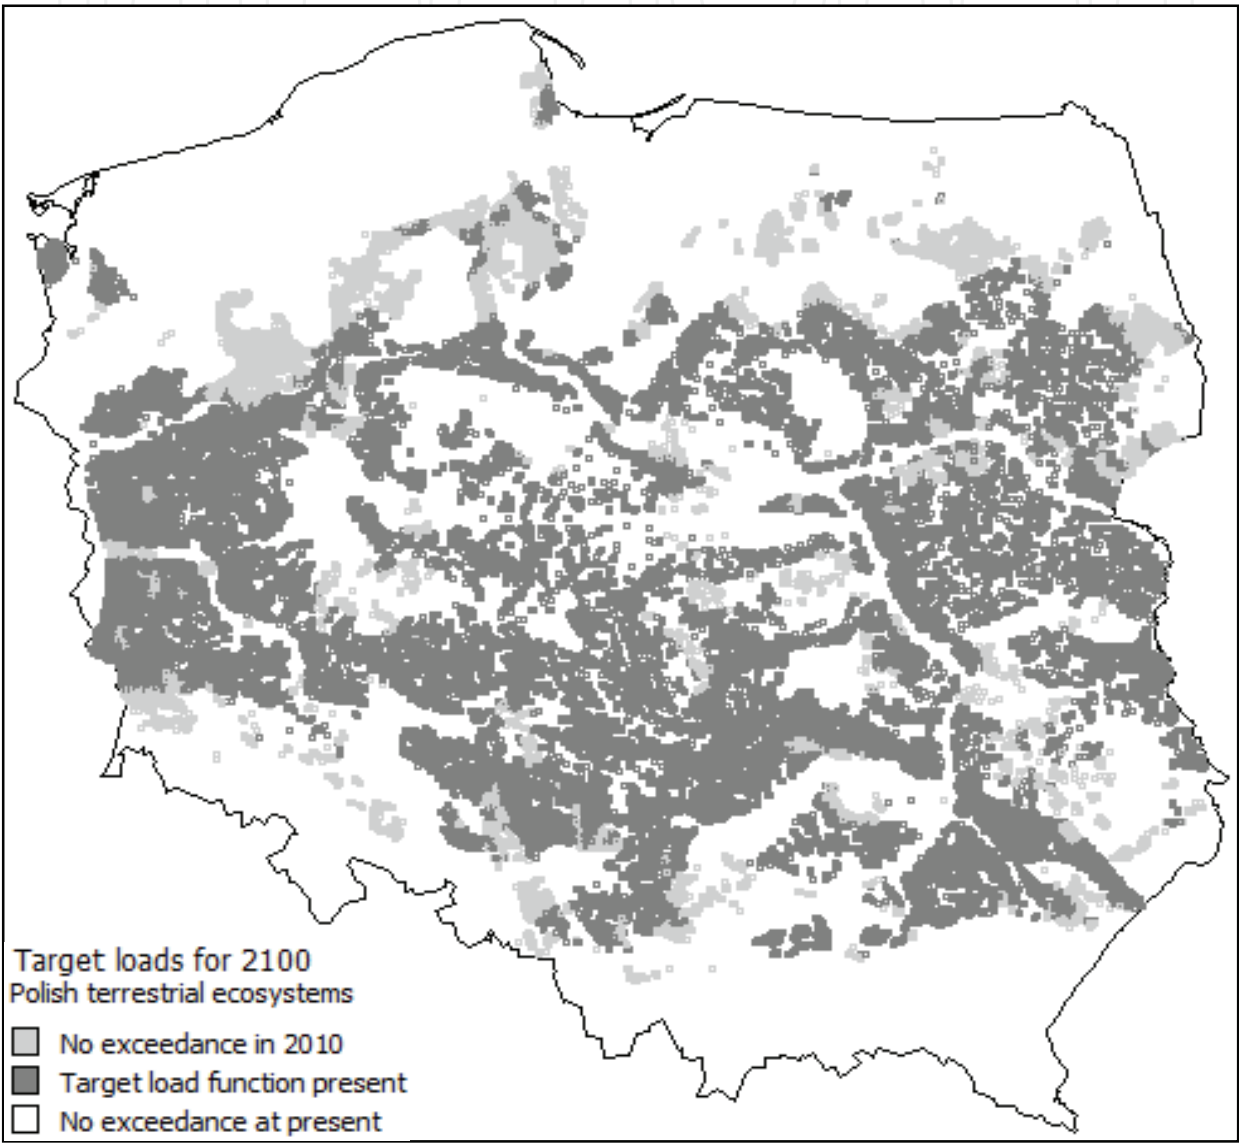 Target loads for 2100
Polish terrestrial ecosystems
No exceedance in 2010
Target load function present
No exceedance at present